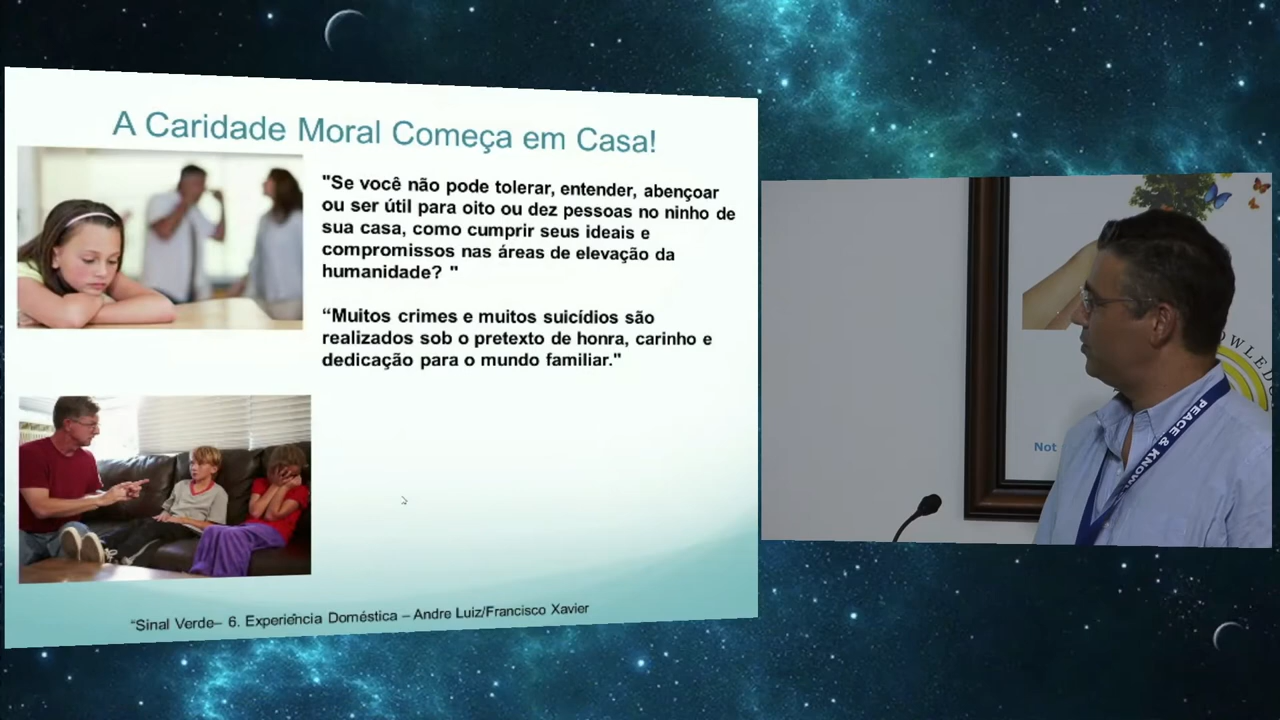 A Caridade Moral Começa em Casa!
"Se você não pode tolerar, entender, abençoar
ou ser útil para oito ou dez pessoas no ninho de
sua casa, como cumprir seus ideais e
compromissos nas áreas de elevação da
humanidade? "
“Muitos crimes e muitos suicídios são
realizados sob o pretexto de honra, carinho e
dedicação para o mundo familiar."
“Sinal Verde– 6. Experiência Doméstica – Andre Luiz/Francisco Xavier
Not
PEACE & KNOW
OWLED